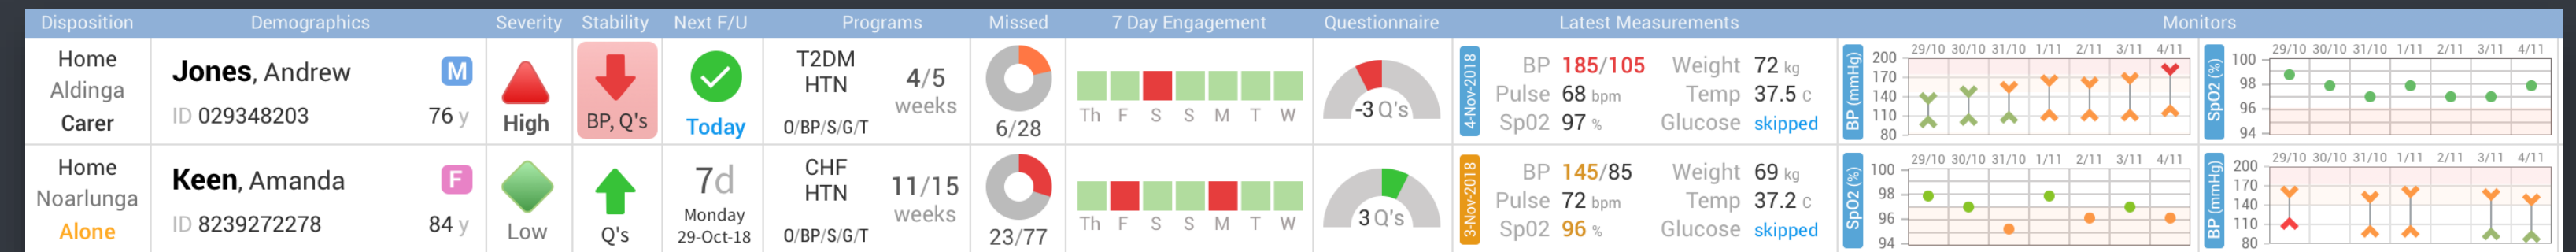 Disposition Demographics Severity Stability Next F/U Programs Missed 7 Day Engagement Questionnaire Latest Measurements Monitors
Home
Aldinga
Carer
Jones, Andrew M
ID 029348203 76 y
High
BP, Q's
Today
T2DM
HTN
4/5
weeks
O/BP/S/G/T
6/28
Th F S S M T W
-3 Q's
4-Nov-2018
BP 185/105 Weight 72 kg
Pulse 68 bpm Temp 37.5 C
Sp02 97 % Glucose skipped
BP (mmHg)
29/10 30/10 31/10 1/11 2/11 3/11 4/11
200
170
140
110
80
SpO2 (%)
29/10 30/10 31/10 1/11 2/11 3/11 4/11
100
98
96
94
Home
Noarlunga
Alone
Keen, Amanda F
ID 8239272278 84 y
Low
Q's
7d
Monday
29-Oct-18
CHF
HTN
11/15
weeks
O/BP/S/G/T
23/77
Th F S S M T W
3 Q's
3-Nov-2018
BP 145/85 Weight 69 kg
Pulse 72 bpm Temp 37.2 C
Sp02 96 % Glucose skipped
SpO2 (%)
29/10 30/10 31/10 1/11 2/11 3/11 4/11
100
98
96
94
BP (mmHg)
29/10 30/10 31/10 1/11 2/11 3/11 4/11
200
170
140
110
80